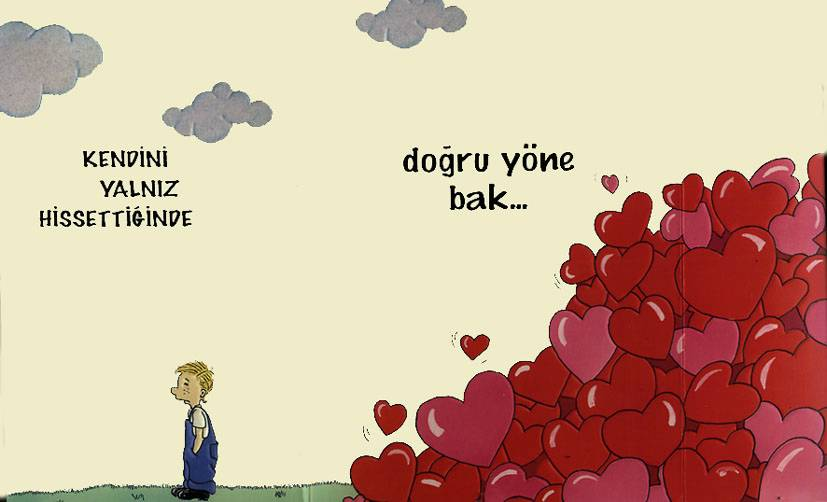 KENDİNİ
YALNIZ
HİSSETTİĞİNDE
doğru yöne
bak...